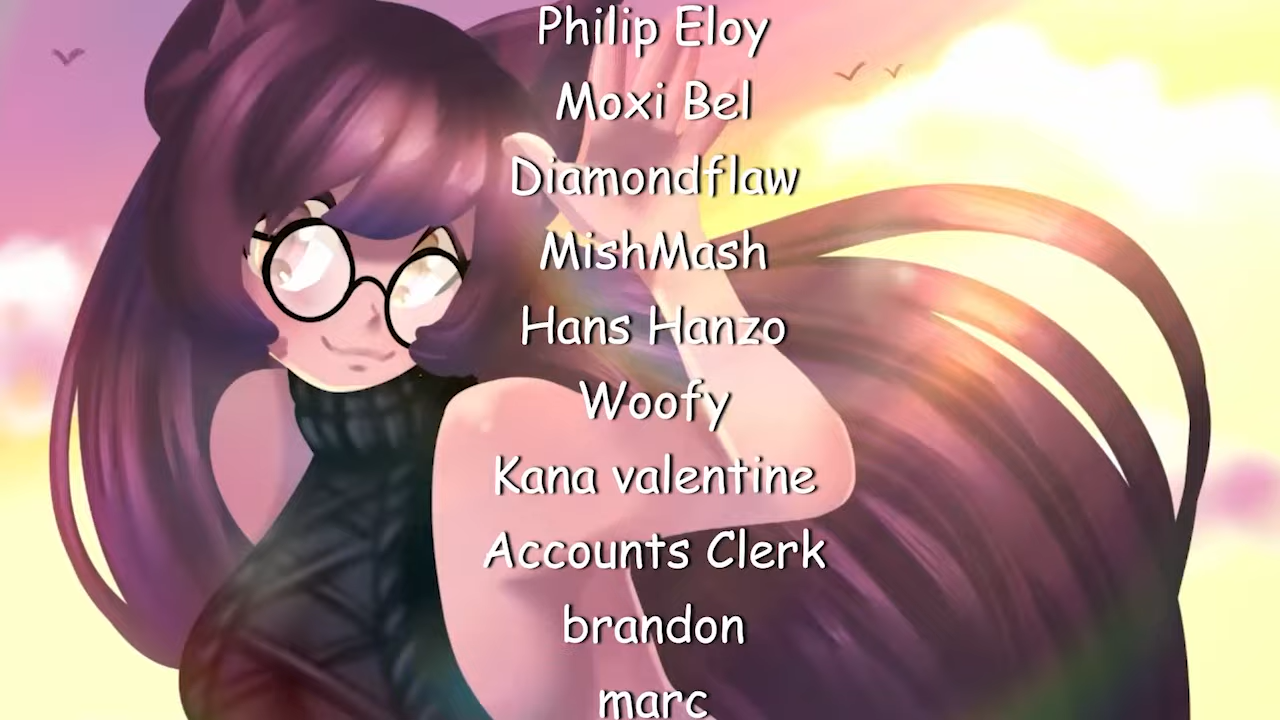 Philip Eloy
Moxi Bel
Diamondflaw
MishMash
Hans Hanzo
Woofy
Kana valentine
Accounts Clerk
brandon
marc